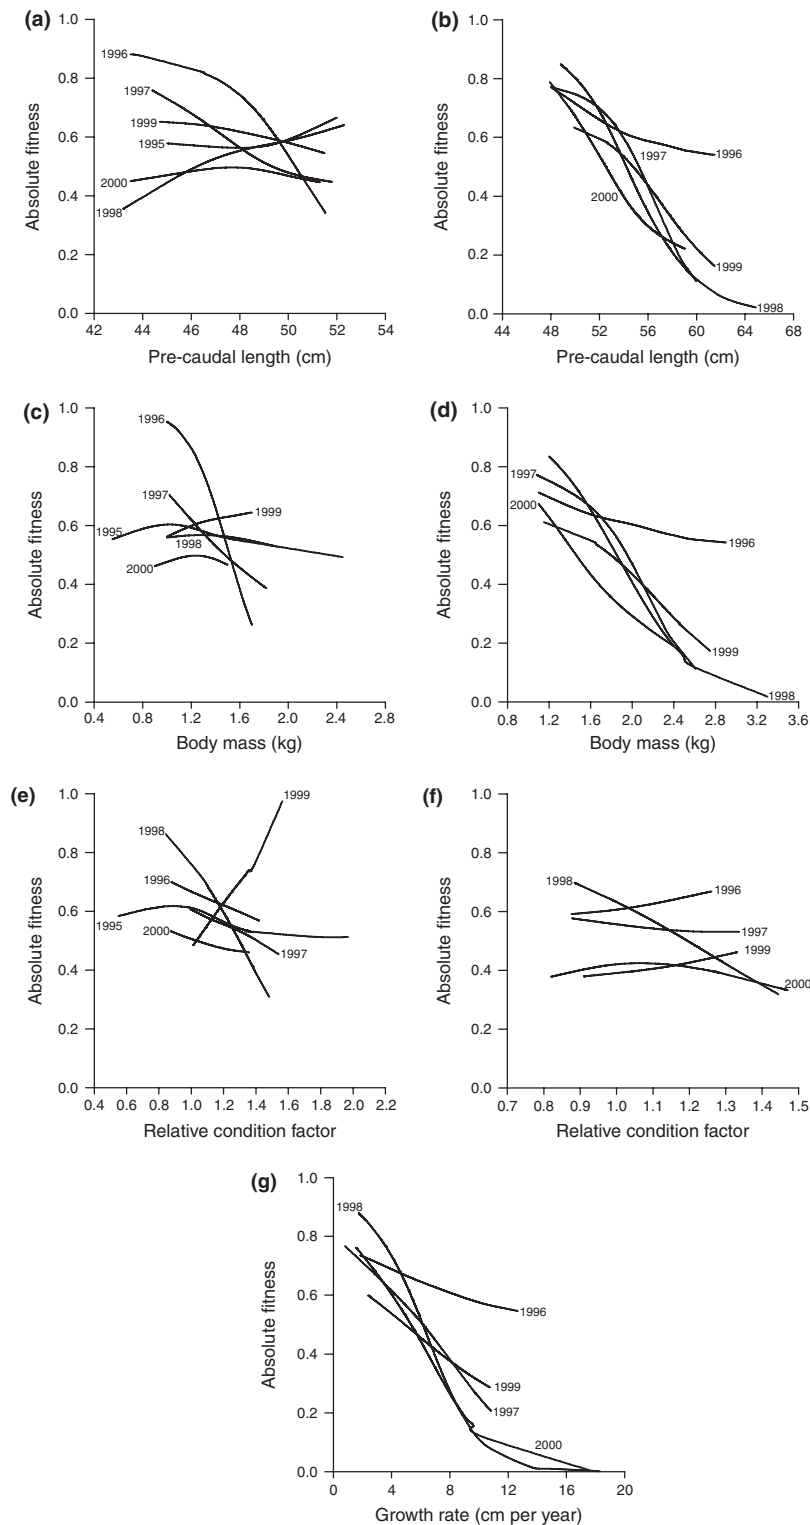 (a)
Absolute fitness
1.0
0.8
0.6
0.4
0.2
0.0
1996
1997
1999
1995
2000
1998
42 44 46 48 50 52 54
Pre-caudal length (cm)
(b)
Absolute fitness
1.0
0.8
0.6
0.4
0.2
0.0
1997
1996
2000
1999
1998
44 48 52 56 60 64 68
Pre-caudal length (cm)
(c)
Absolute fitness
1.0
0.8
0.6
0.4
0.2
0.0
1996
1997
1999
1995
1998
2000
0.4 0.8 1.2 1.6 2.0 2.4 2.8
Body mass (kg)
(d)
Absolute fitness
1.0
0.8
0.6
0.4
0.2
0.0
1997
2000
1996
1999
1998
0.8 1.2 1.6 2.0 2.4 2.8 3.2 3.6
Body mass (kg)
(e)
Absolute fitness
1.0
0.8
0.6
0.4
0.2
0.0
1999
1998
1996
1995
2000
1997
0.4 0.6 0.8 1.0 1.2 1.4 1.6 1.8 2.0 2.2
Relative condition factor
(f)
Absolute fitness
1.0
0.8
0.6
0.4
0.2
0.0
1998
1996
1997
1999
2000
0.7 0.8 0.9 1.0 1.1 1.2 1.3 1.4 1.5
Relative condition factor
(g)
Absolute fitness
1.0
0.8
0.6
0.4
0.2
0.0
1998
1996
1999
1997
2000
0 4 8 12 16 20
Growth rate (cm per year)